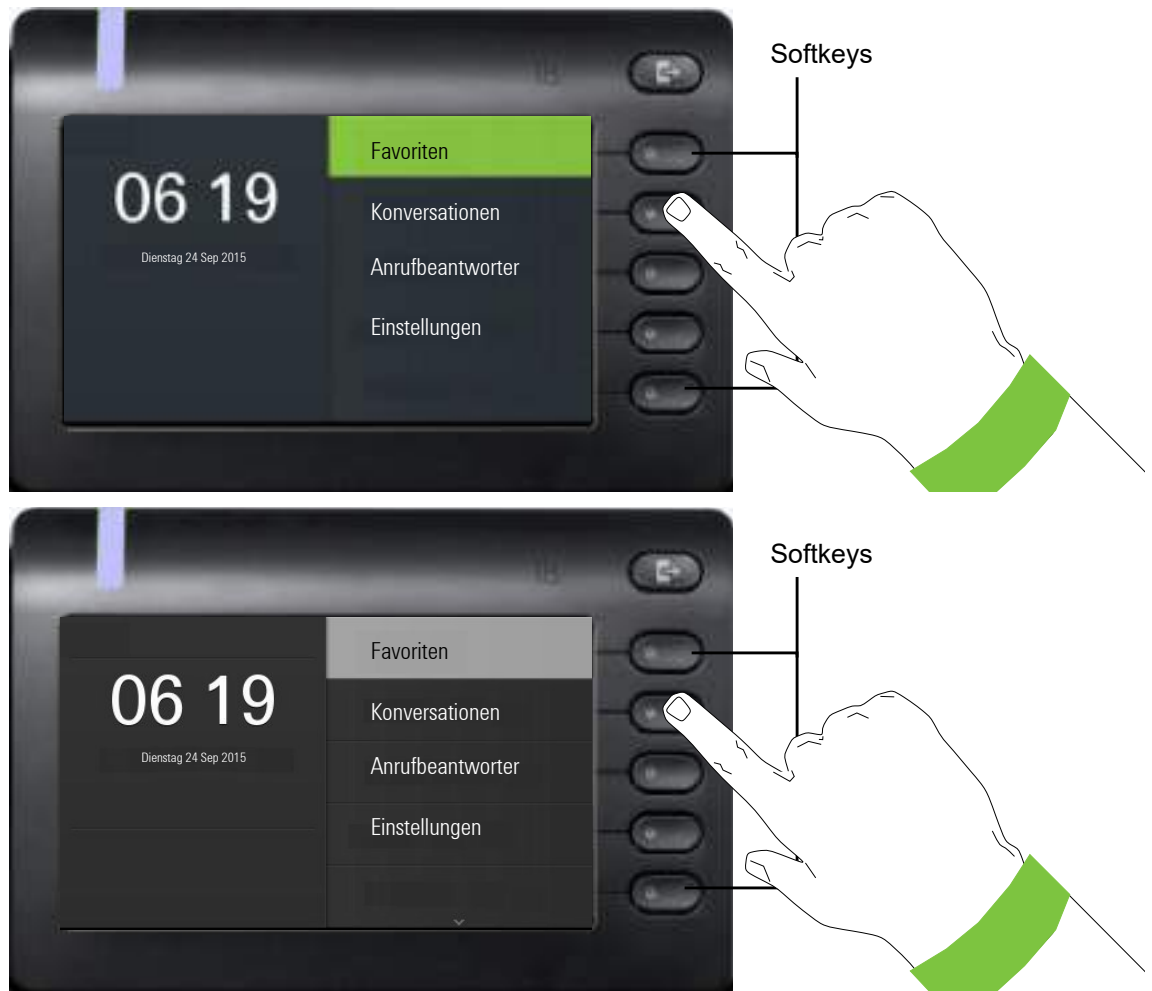 Softkeys
Favoriten
06 19
Konversationen
Dienstag 24 Sep 2015
Anrufbeantworter
Einstellungen
Softkeys
Favoriten
06 19
Konversationen
Dienstag 24 Sep 2015
Anrufbeantworter
Einstellungen